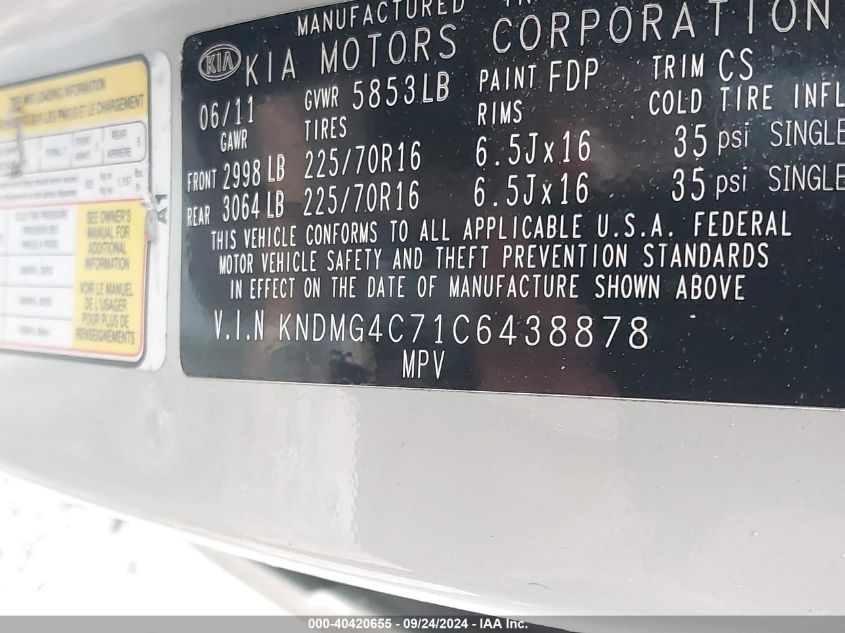 MANUFACTURED
KIA KIA MOTORS CORPORATION
06/11 GVWR 5853LB PAINT FDP TRIM CS
GAWR TIRES RIMS COLD TIRE INFL
FRONT 2998 LB 225/70R16 6.5Jx16 35 psi SINGLE
REAR 3064 LB 225/70R16 6.5Jx16 35 psi SINGLE
THIS VEHICLE CONFORMS TO ALL APPLICABLE U.S.A. FEDERAL
MOTOR VEHICLE SAFETY AND THEFT PREVENTION STANDARDS
IN EFFECT ON THE DATE OF MANUFACTURE SHOWN ABOVE
V.I.N KNDMG4C71C6438878
MPV
SEE OWNER'S
MANUAL FOR
ADDITIONAL
INFORMATION
VOIR LE MANUEL
DE L'USAGER
POUR PLUS DE
RENSEIGNEMENTS
000-40420655 - 09/24/2024 - IAA Inc.